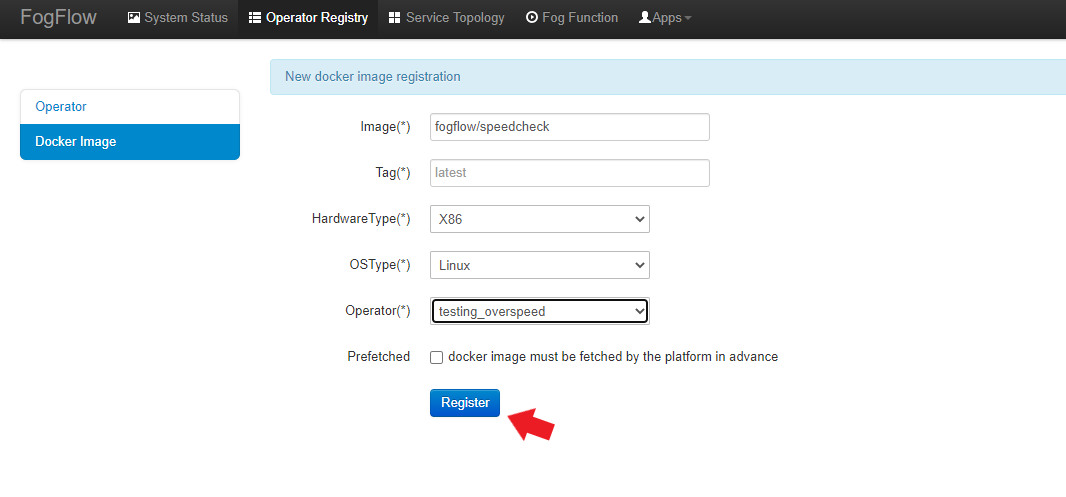 FogFlow System Status Operator Registry Service Topology Fog Function Apps
New docker image registration
Operator
Docker Image
Image(*) fogflow/speedcheck
Tag(*) latest
HardwareType(*) X86
OSType(*) Linux
Operator(*) testing_overspeed
Prefetched docker image must be fetched by the platform in advance
Register